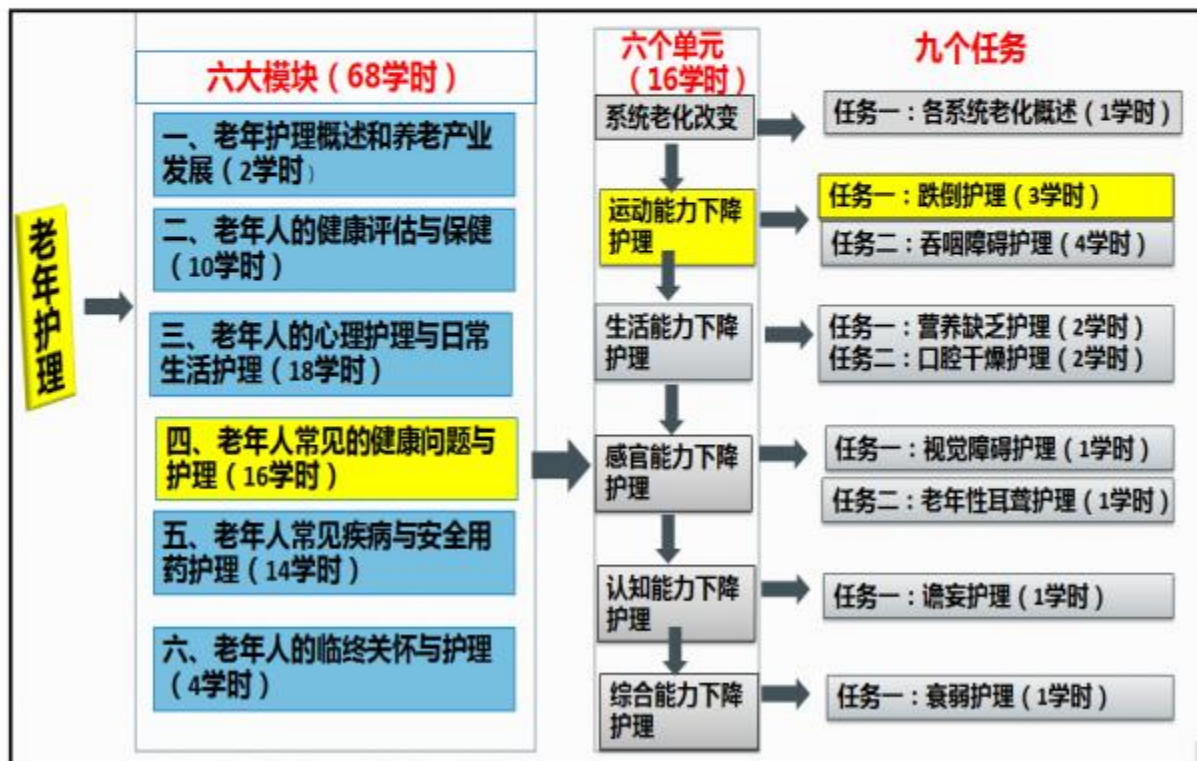 老年护理
六大模块（68学时）
一、老年护理概述和养老产业
发展（2学时）
二、老年人的健康评估与保健
（10学时）
三、老年人的心理护理与日常
生活护理（18学时）
四、老年人常见的健康问题与
护理（16学时）
五、老年人常见疾病与安全用
药护理（14学时）
六、老年人的临终关怀与护理
（4学时）
六个单元
（16学时）
系统老化改变
运动能力下降
护理
生活能力下降
护理
感官能力下降
护理
认知能力下降
护理
综合能力下降
护理
九个任务
任务一：各系统老化概述（1学时）
任务一：跌倒护理（3学时）
任务二：吞咽障碍护理（4学时）
任务一：营养缺乏护理（2学时）
任务二：口腔干燥护理（2学时）
任务一：视觉障碍护理（1学时）
任务二：老年性耳聋护理（1学时）
任务一：谵妄护理（1学时）
任务一：衰弱护理（1学时）